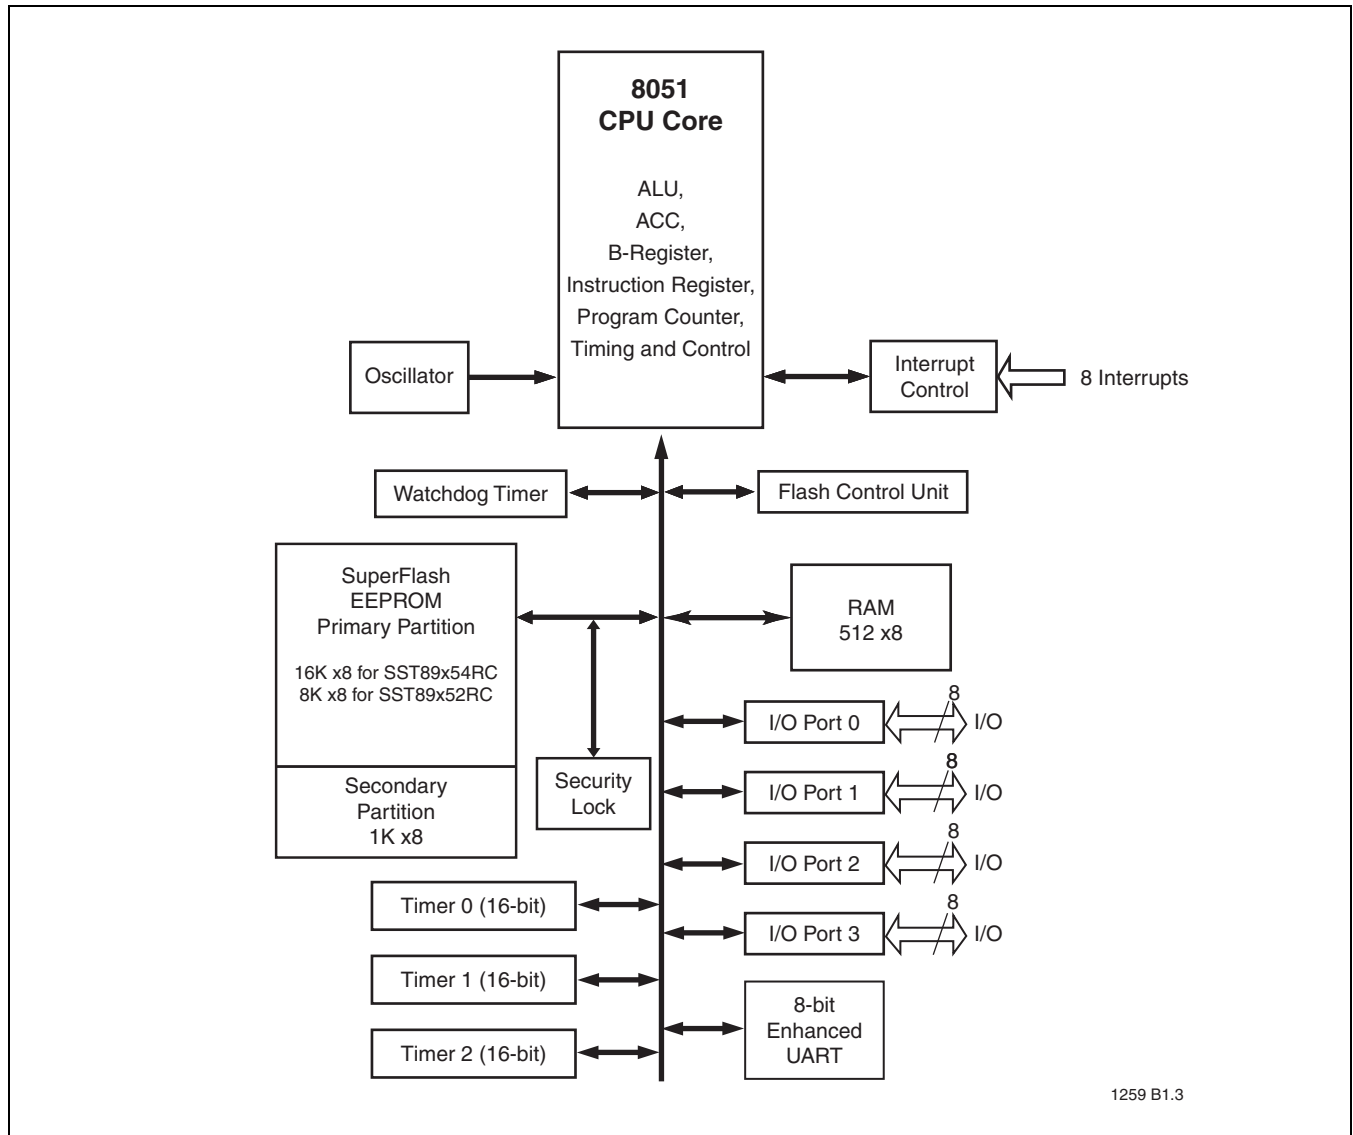 8051
CPU Core
ALU,
ACC,
B-Register,
Instruction Register,
Program Counter,
Timing and Control
Oscillator
Interrupt
Control
8 Interrupts
Watchdog Timer
Flash Control Unit
SuperFlash
EEPROM
Primary Partition
16K x8 for SST89x54RC
8K x8 for SST89x52RC
RAM
512 x8
8
I/O Port 0
I/O
Secondary
Partition
1K x8
Security
Lock
8
I/O Port 1
I/O
8
I/O Port 2
I/O
Timer 0 (16-bit)
8
I/O Port 3
I/O
Timer 1 (16-bit)
8-bit
Enhanced
UART
Timer 2 (16-bit)
1259 B1.3